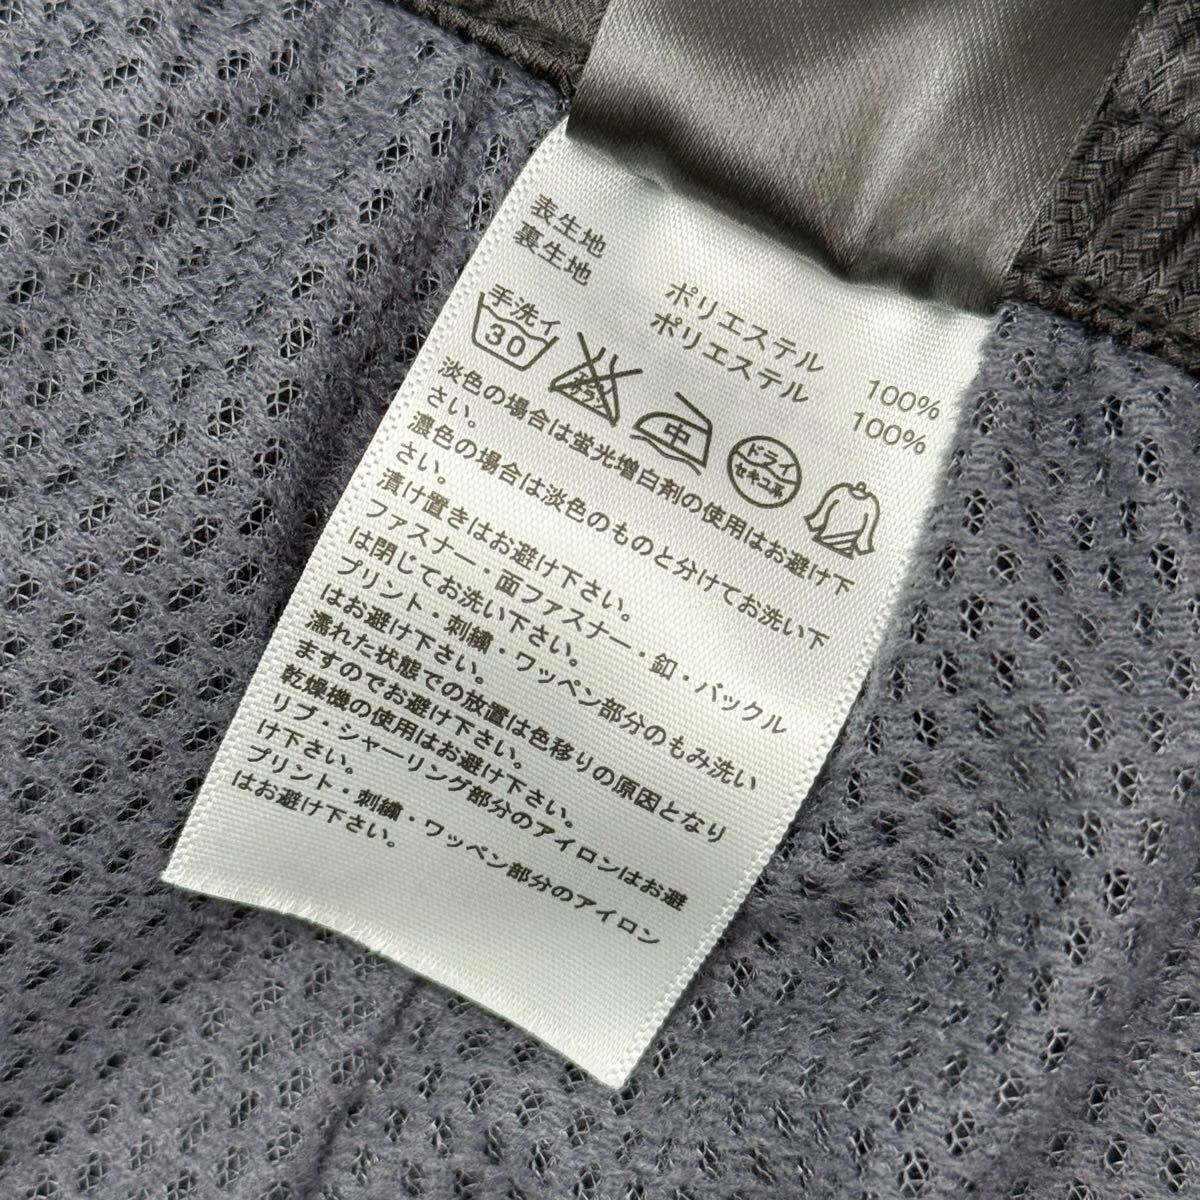 表生地 ポリエステル 100%
裏生地 ポリエステル 100%
手洗イ
30
エンソサラシ
中
ドライ
セキユ系
淡色の場合は蛍光増白剤の使用はお避け下
さい。
濃色の場合は淡色のものと分けてお洗い下
さい。
漬け置きはお避け下さい。
ファスナー・面ファスナー・釦・バックル
は閉じてお洗い下さい。
プリント・刺繍・ワッペン部分のもみ洗い
はお避け下さい。
濡れた状態での放置は色移りの原因となり
ますのでお避け下さい。
乾燥機の使用はお避け下さい。
リブ・シャーリング部分のアイロンはお避
け下さい。
プリント・刺繍・ワッペン部分のアイロン
はお避け下さい。